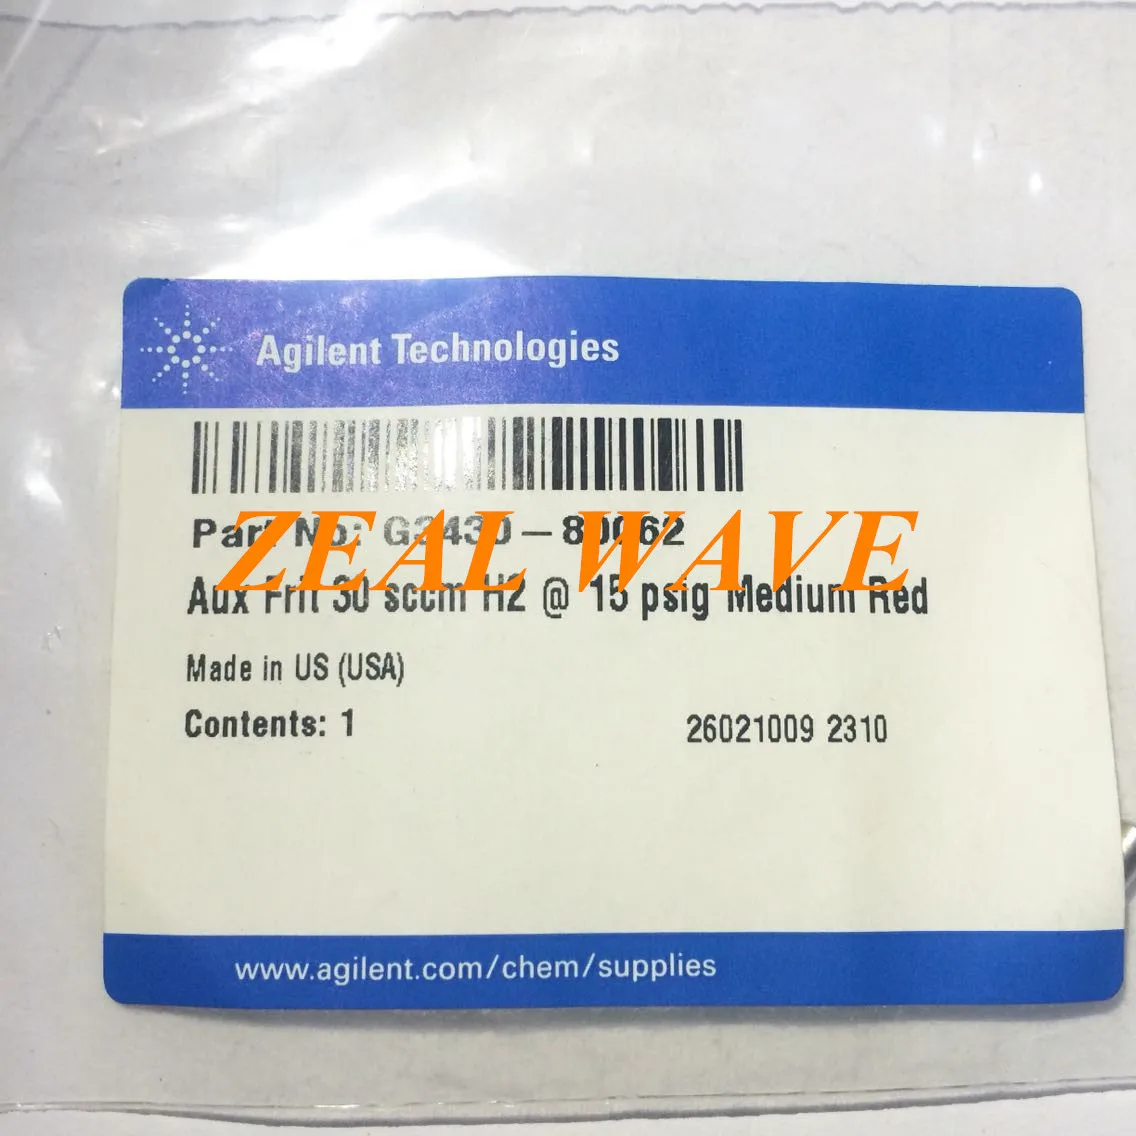 Agilent Technologies
Part No: G3430-80062
ZEAL WAVE
Aux Frit 30 sccm H2 @ 15 psig Medium Red
Made in US (USA)
Contents: 1
26021009 2310
www.agilent.com/chem/supplies